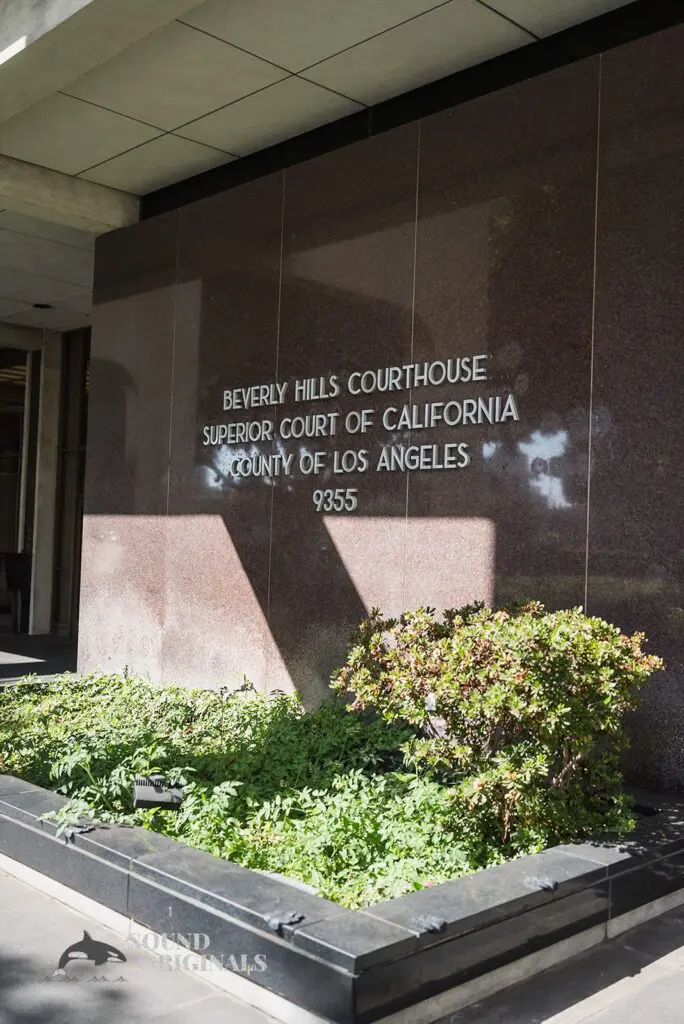 BEVERLY HILLS COURTHOUSE
SUPERIOR COURT OF CALIFORNIA
COUNTY OF LOS ANGELES
9355
SOUND
ORIGINALS